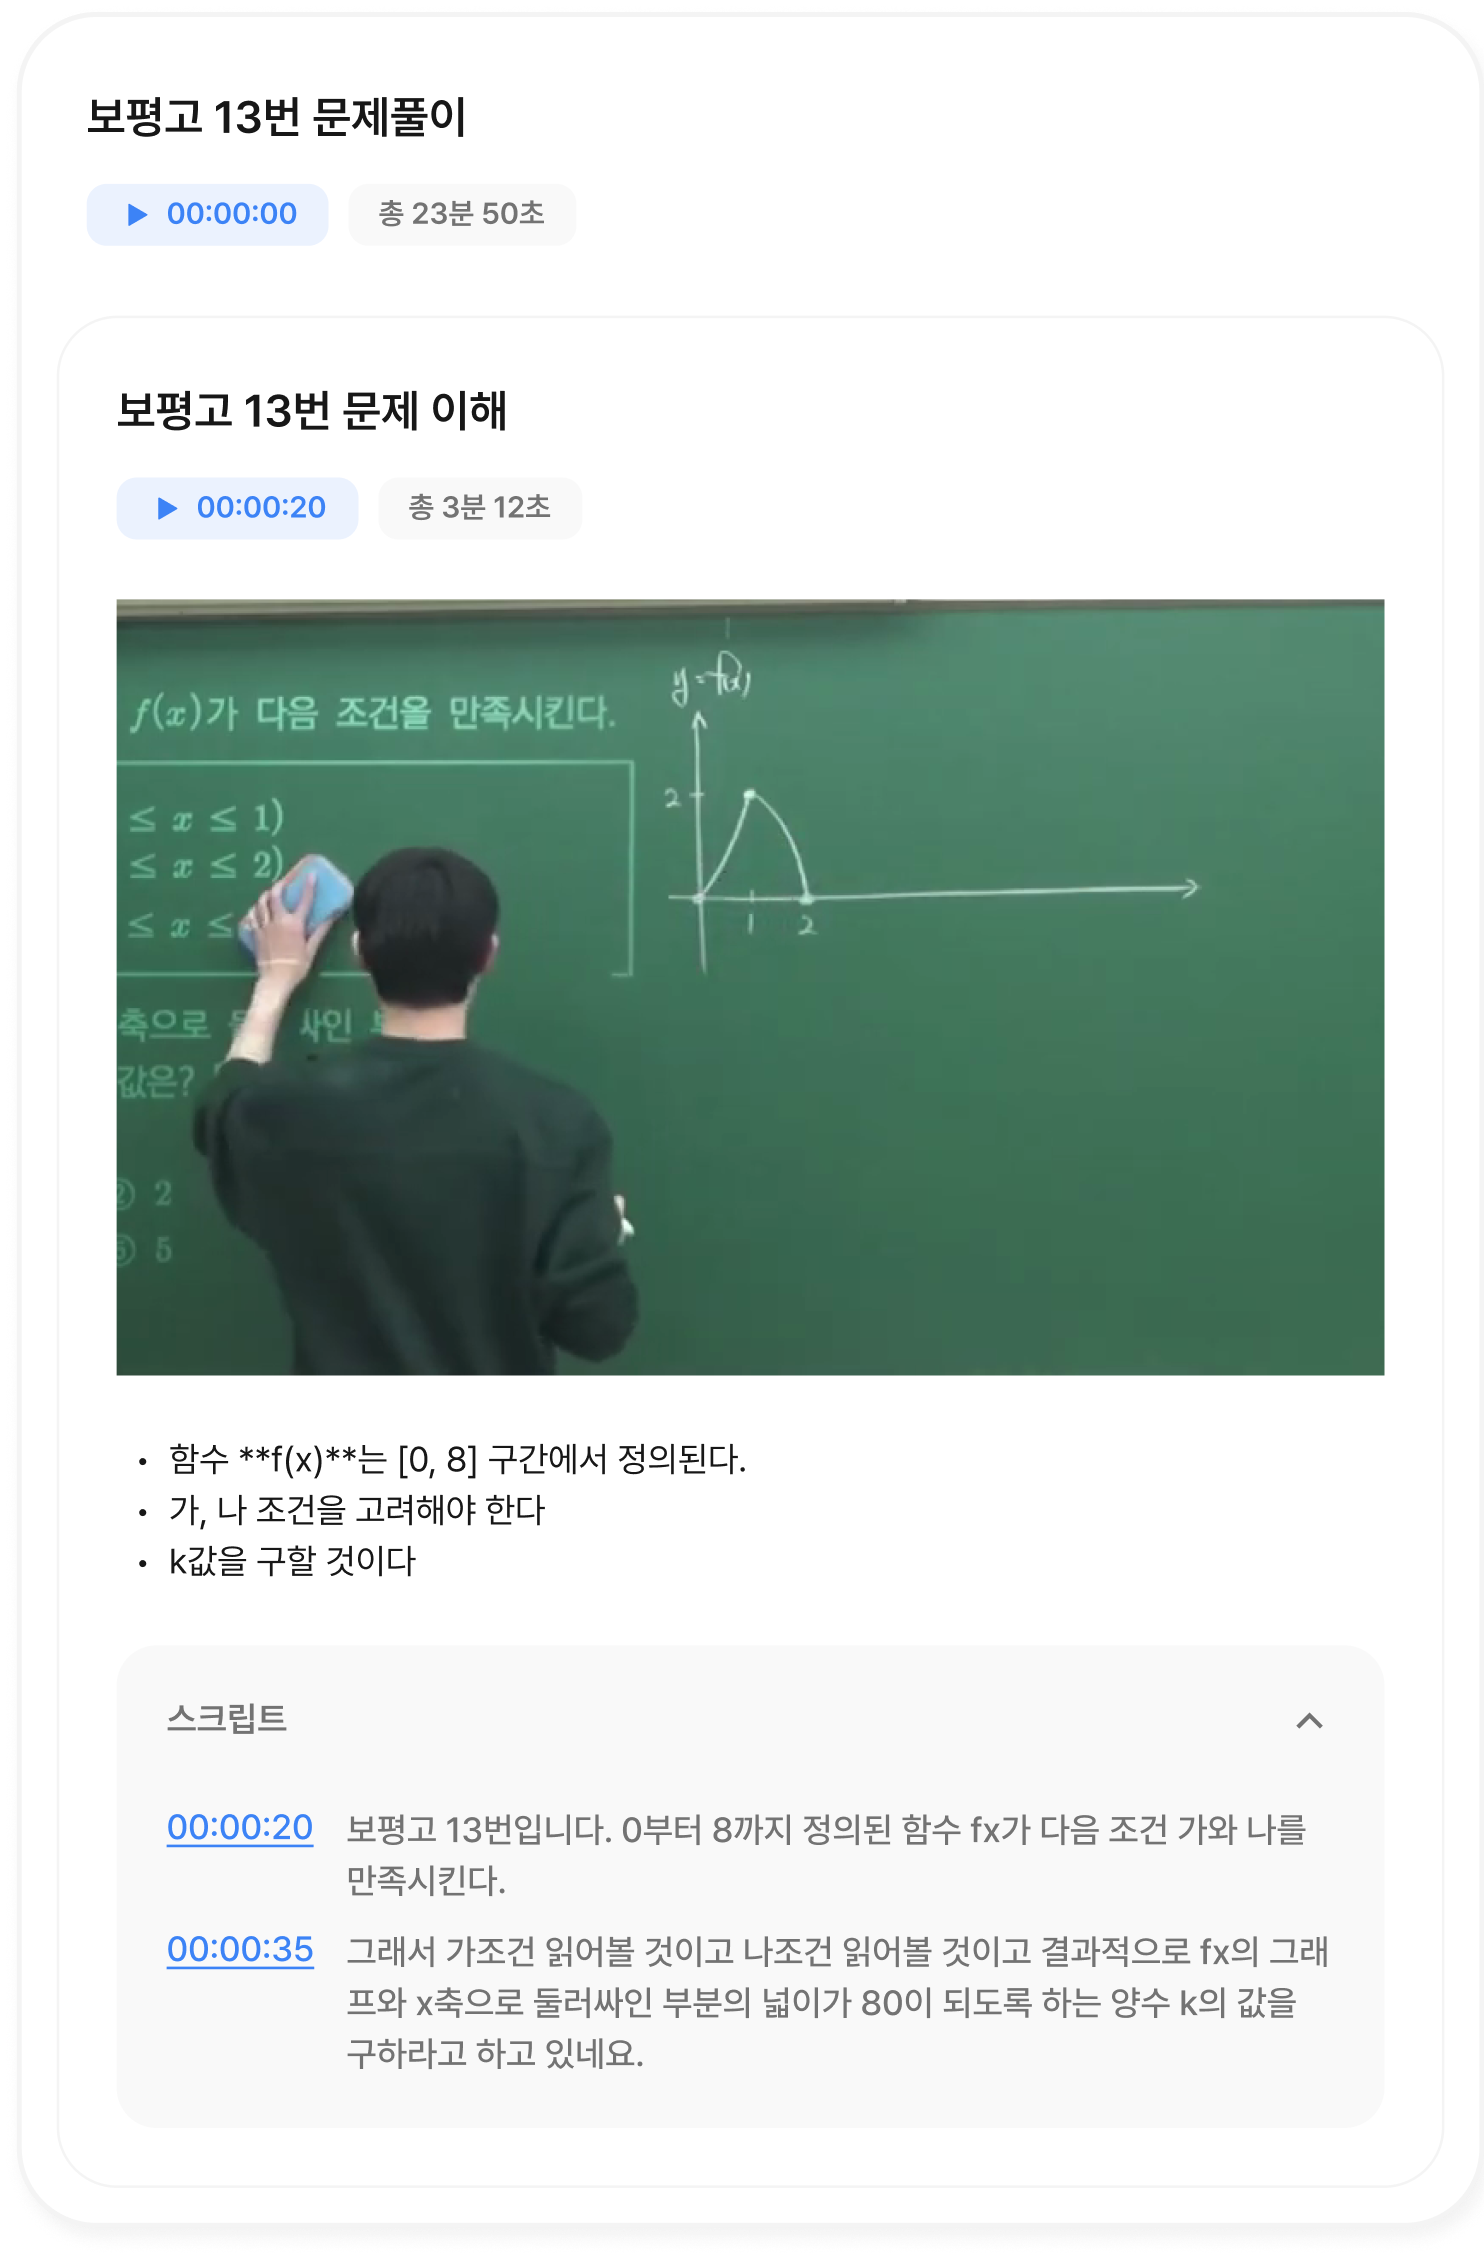 보평고 13번 문제풀이
00:00:00 총 23분 50초
보평고 13번 문제 이해
00:00:20 총 3분 12초
f(x)가 다음 조건을 만족시킨다.
≤ x ≤ 1)
≤ x ≤ 2)
≤ x ≤
축으로 싸인
값은?
② 2
⑤ 5
y=f(x)
2
1 2
• 함수 **f(x)**는 [0, 8] 구간에서 정의된다.
• 가, 나 조건을 고려해야 한다
• k값을 구할 것이다
스크립트
00:00:20 보평고 13번입니다. 0부터 8까지 정의된 함수 fx가 다음 조건 가와 나를
만족시킨다.
00:00:35 그래서 가조건 읽어볼 것이고 나조건 읽어볼 것이고 결과적으로 fx의 그래
프와 x축으로 둘러싸인 부분의 넓이가 80이 되도록 하는 양수 k의 값을
구하라고 하고 있네요.